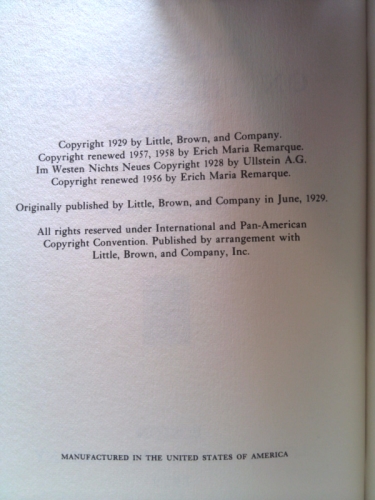 Copyright 1929 by Little, Brown, and Company.
Copyright renewed 1957, 1958 by Erich Maria Remarque.
Im Westen Nichts Neues Copyright 1928 by Ullstein A.G.
Copyright renewed 1956 by Erich Maria Remarque.
Originally published by Little, Brown, and Company in June, 1929.
All rights reserved under International and Pan-American
Copyright Convention. Published by arrangement with
Little, Brown, and Company, Inc.
MANUFACTURED IN THE UNITED STATES OF AMERICA